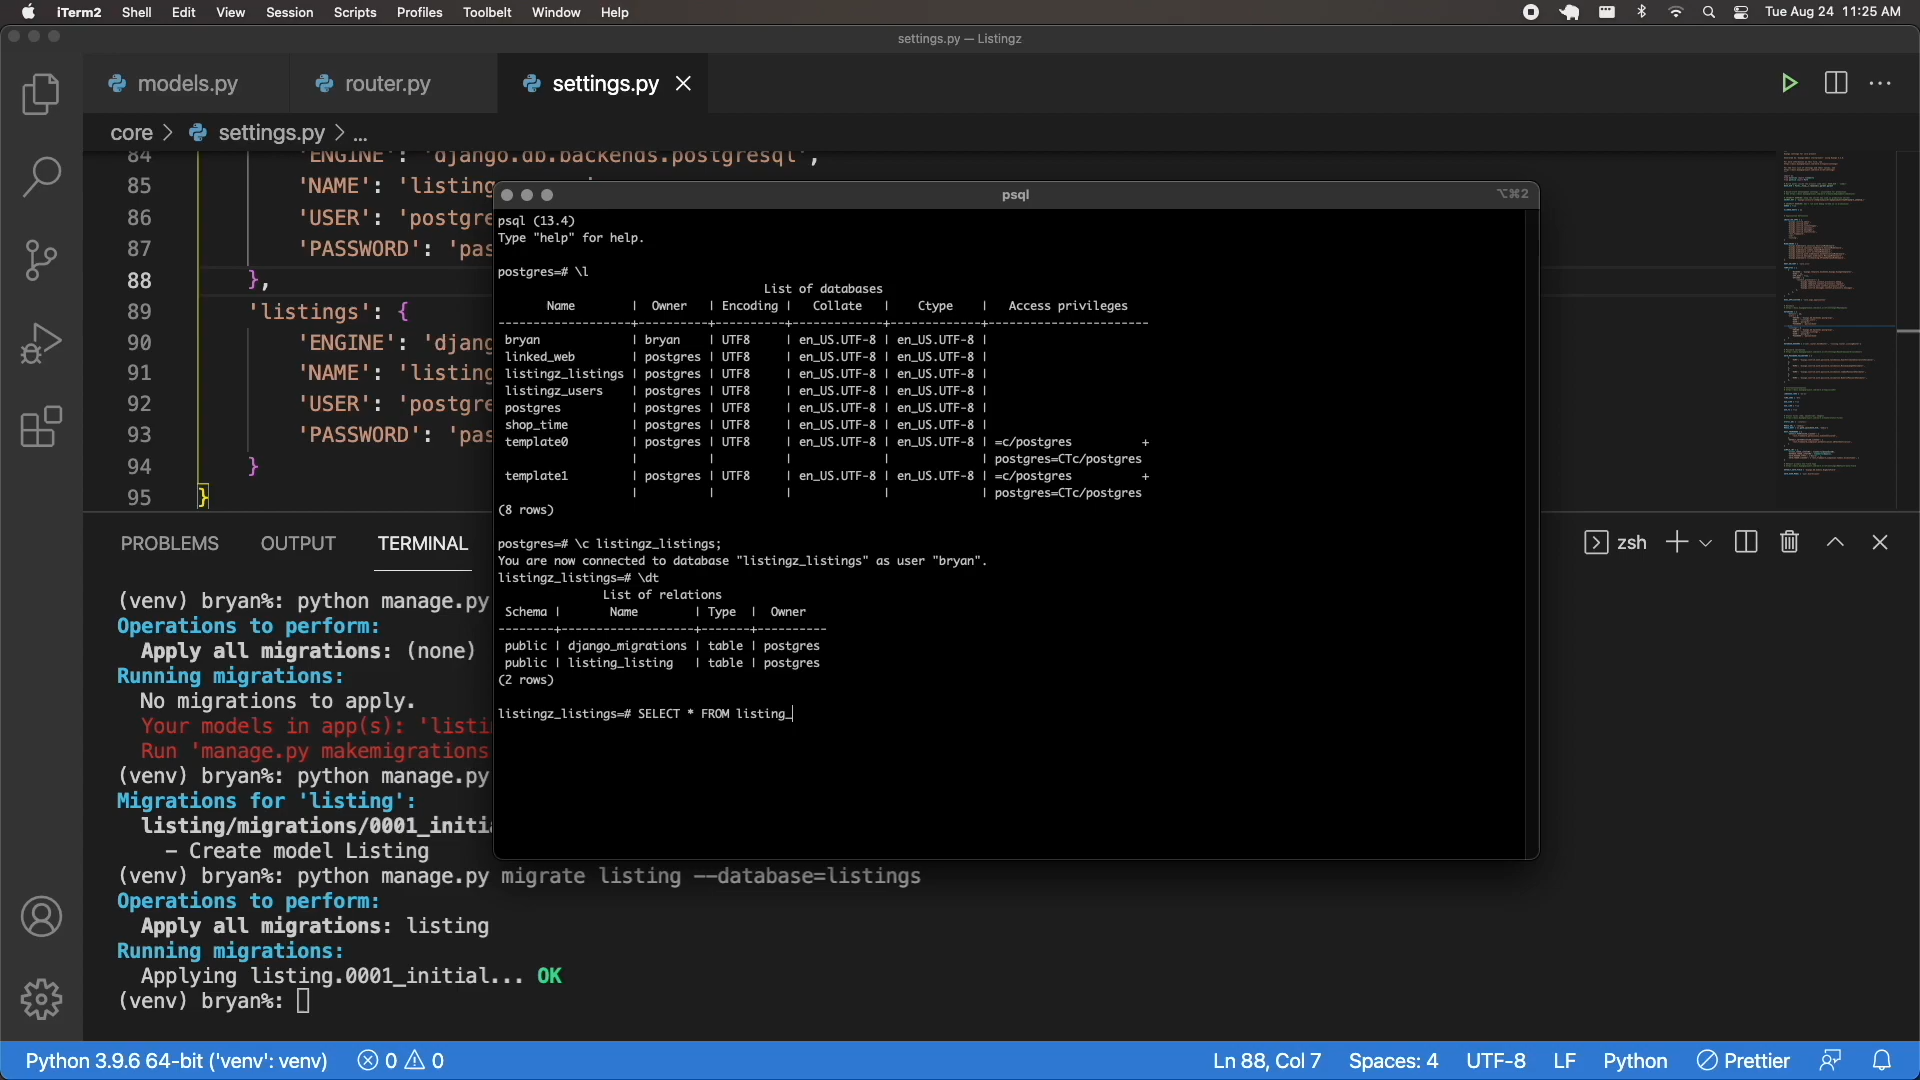 iTerm2 Shell Edit View Session Scripts Profiles Toolbelt Window Help Tue Aug 24 11:25 AM
settings.py — Listingz
models.py router.py settings.py
core > settings.py > ...
84 'ENGINE': 'django.db.backends.postgresql',
85 'NAME': 'listing
86 'USER': 'postgre
87 'PASSWORD': 'pas
88 },
89 'listings': {
90 'ENGINE': 'djang
91 'NAME': 'listing
92 'USER': 'postgre
93 'PASSWORD': 'pas
94 }
95 }
psql ⌥⌘2
psql (13.4)
Type "help" for help.
postgres=# \l
List of databases
Name | Owner | Encoding | Collate | Ctype | Access privileges
bryan | bryan | UTF8 | en_US.UTF-8 | en_US.UTF-8 |
linked_web | postgres | UTF8 | en_US.UTF-8 | en_US.UTF-8 |
listingz_listings | postgres | UTF8 | en_US.UTF-8 | en_US.UTF-8 |
listingz_users | postgres | UTF8 | en_US.UTF-8 | en_US.UTF-8 |
postgres | postgres | UTF8 | en_US.UTF-8 | en_US.UTF-8 |
shop_time | postgres | UTF8 | en_US.UTF-8 | en_US.UTF-8 |
template0 | postgres | UTF8 | en_US.UTF-8 | en_US.UTF-8 | =c/postgres +
| | | | | postgres=CTc/postgres
template1 | postgres | UTF8 | en_US.UTF-8 | en_US.UTF-8 | =c/postgres +
| | | | | postgres=CTc/postgres
(8 rows)
postgres=# \c listingz_listings;
You are now connected to database "listingz_listings" as user "bryan".
listingz_listings=# \dt
List of relations
Schema | Name | Type | Owner
public | django_migrations | table | postgres
public | listing_listing | table | postgres
(2 rows)
listingz_listings=# SELECT * FROM listing_
PROBLEMS OUTPUT TERMINAL zsh
(venv) bryan%: python manage.py
Operations to perform:
Apply all migrations: (none)
Running migrations:
No migrations to apply.
Your models in app(s): 'listi
Run 'manage.py makemigrations
(venv) bryan%: python manage.py
Migrations for 'listing':
listing/migrations/0001_initia
- Create model Listing
(venv) bryan%: python manage.py migrate listing --database=listings
Operations to perform:
Apply all migrations: listing
Running migrations:
Applying listing.0001_initial... OK
(venv) bryan%:
Python 3.9.6 64-bit ('venv': venv) 0 0 Ln 88, Col 7 Spaces: 4 UTF-8 LF Python Prettier